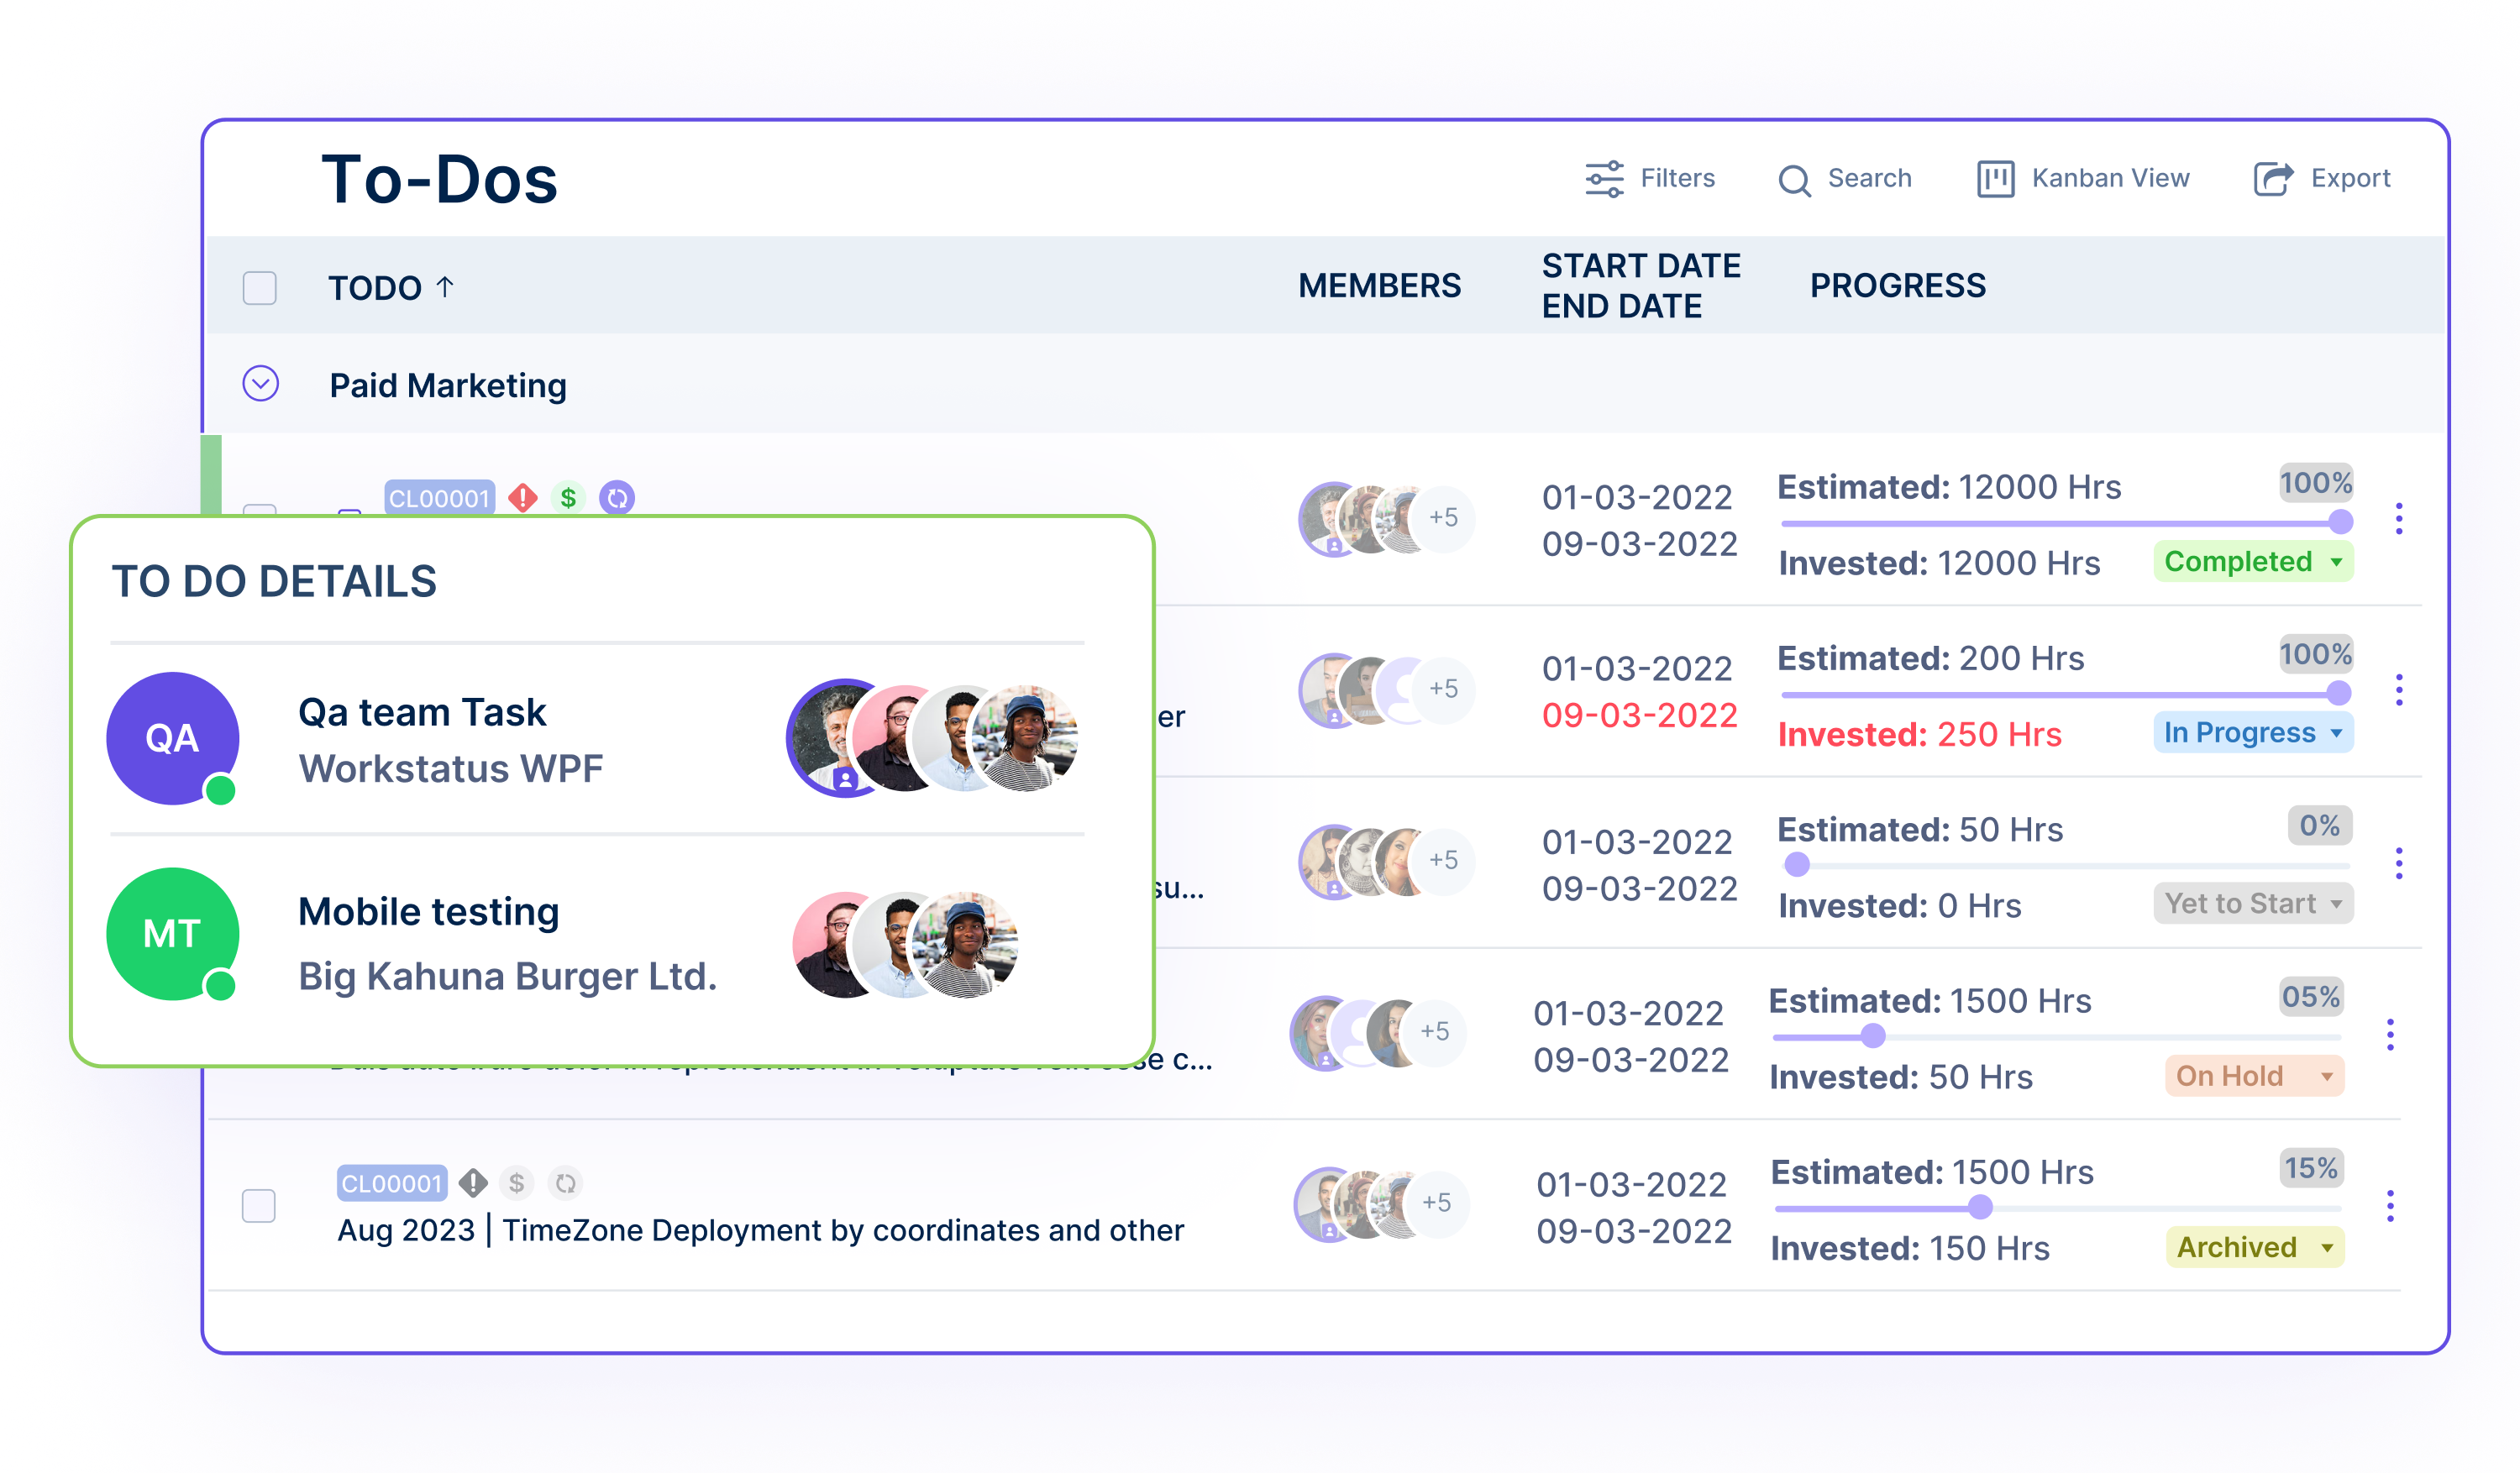 To-Dos
Filters
Search
Kanban View
Export
TODO ↑
MEMBERS
START DATE
END DATE
PROGRESS
Paid Marketing
CL00001
$
+5
01-03-2022
09-03-2022
Estimated: 12000 Hrs
100%
Invested: 12000 Hrs
Completed
er
+5
01-03-2022
09-03-2022
Estimated: 200 Hrs
100%
Invested: 250 Hrs
In Progress
su...
+5
01-03-2022
09-03-2022
Estimated: 50 Hrs
0%
Invested: 0 Hrs
Yet to Start
c...
+5
01-03-2022
09-03-2022
Estimated: 1500 Hrs
05%
Invested: 50 Hrs
On Hold
CL00001
$
Aug 2023 | TimeZone Deployment by coordinates and other
+5
01-03-2022
09-03-2022
Estimated: 1500 Hrs
15%
Invested: 150 Hrs
Archived
TO DO DETAILS
QA
Qa team Task
Workstatus WPF
MT
Mobile testing
Big Kahuna Burger Ltd.